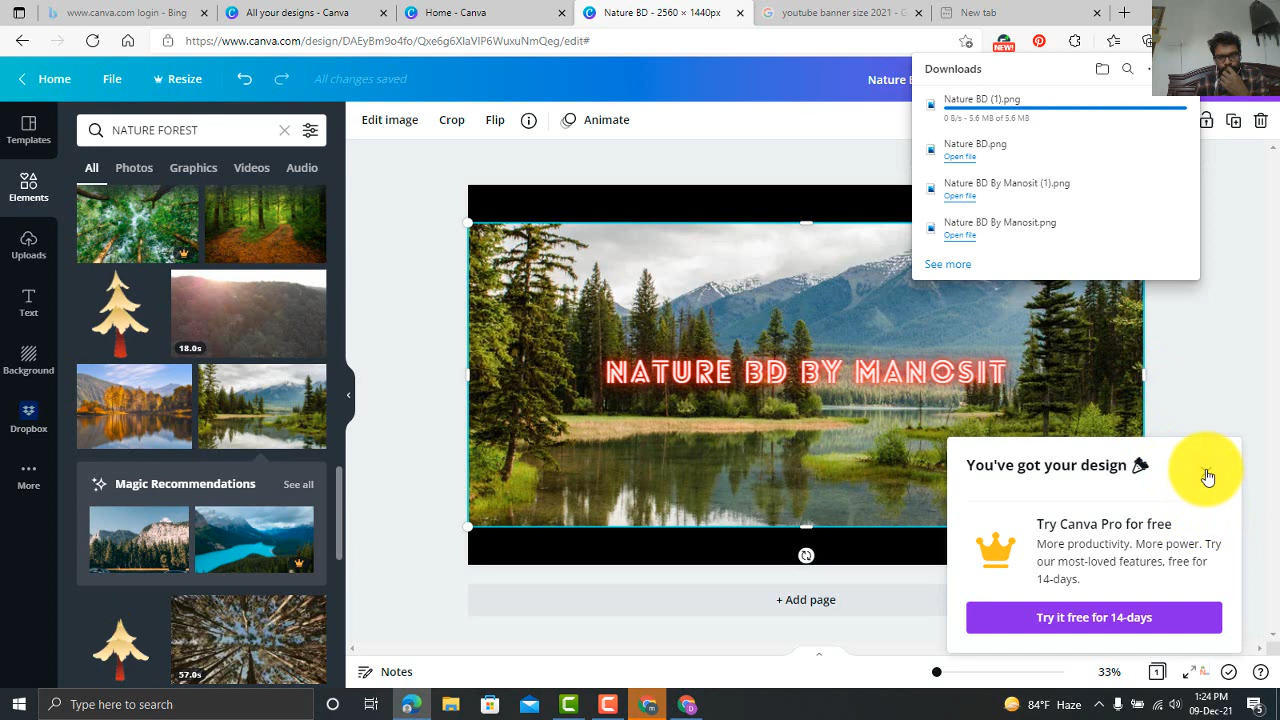 www.canva.com - Bing
All your designs - Canva
Home - Canva
Nature BD - 2560 × 1440px
youtube banner size 2021 - G
New tab
https://www.canva.com/design/DAEyBm9o4fo/Qxe6g6XIaVIP6WuxuNmQeg/edit#
NEW!
Home
File
Resize
All changes saved
Nature B
Downloads
Nature BD (1).png
0 B/s - 5.6 MB of 5.6 MB
Nature BD.png
Open file
Nature BD By Manosit (1).png
Open file
Nature BD By Manosit.png
Open file
See more
Templates
Elements
Uploads
Text
Background
Dropbox
More
NATURE FOREST
All
Photos
Graphics
Videos
Audio
18.0s
Magic Recommendations
See all
57.0s
Edit image
Crop
Flip
Animate
NATURE BD BY MANOSIT
You've got your design
Try Canva Pro for free
More productivity. More power. Try
our most-loved features, free for
14-days.
Try it free for 14-days
+ Add page
Notes
33%
1
Type here to search
84°F Haze
1:24 PM
09-Dec-21